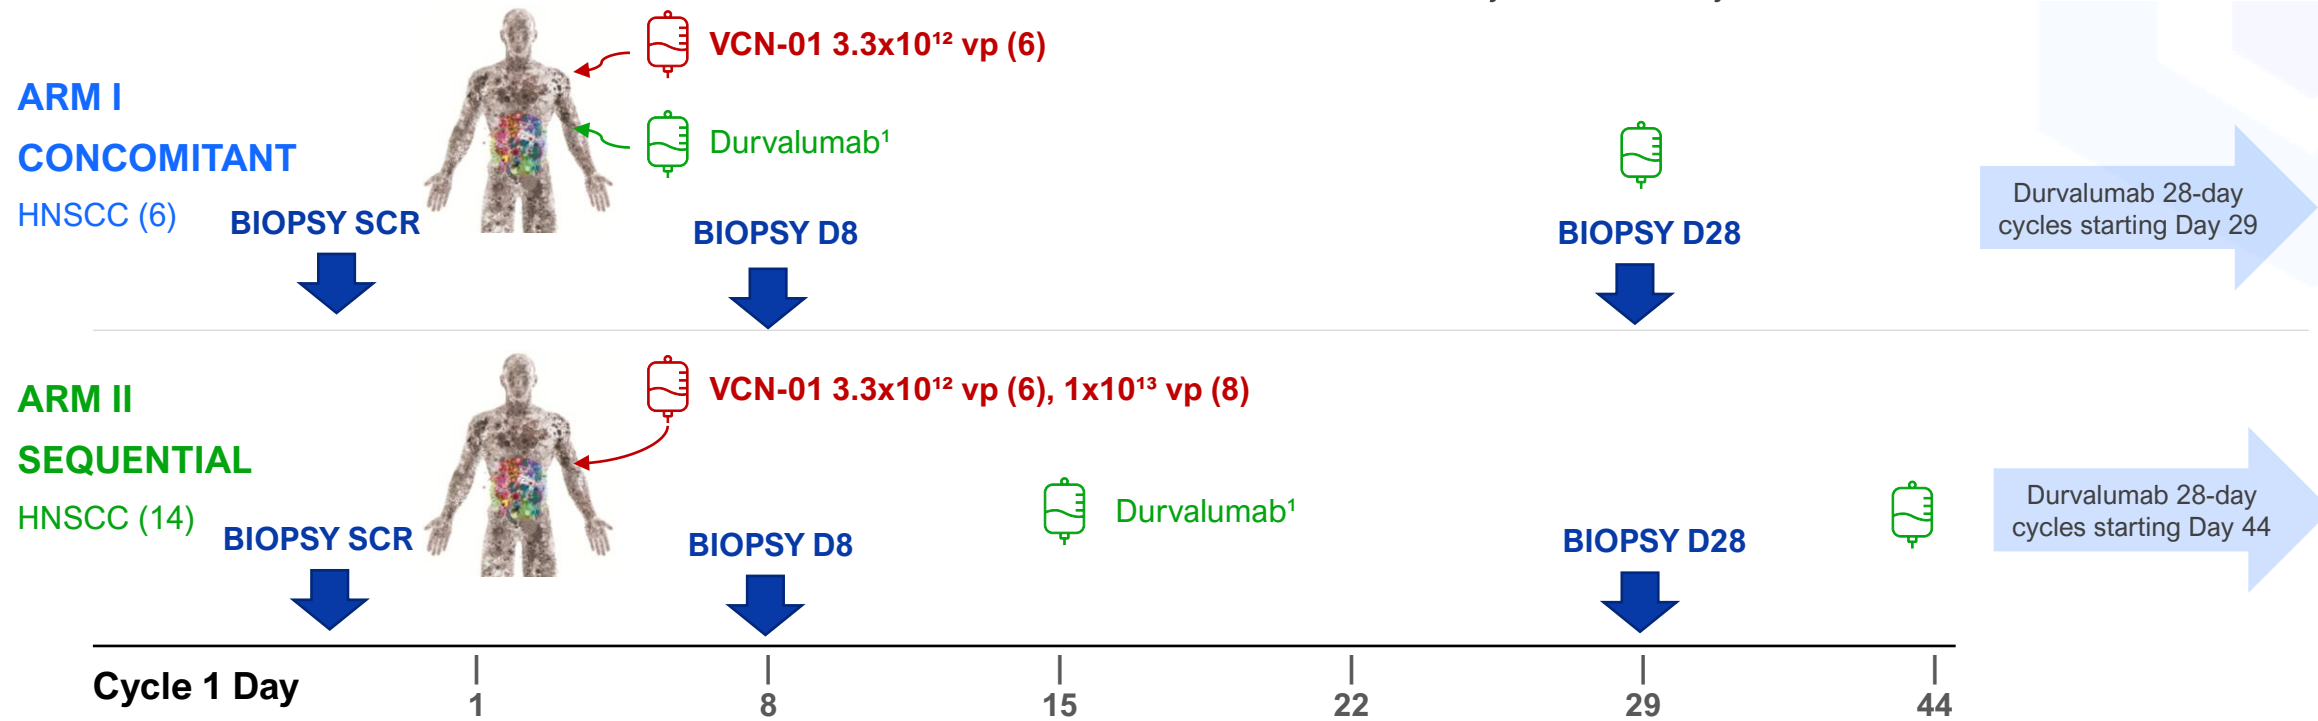 VCN-01 3.3x10¹² vp (6)
ARM I
CONCOMITANT
HNSCC (6)
Durvalumab¹
BIOPSY SCR
BIOPSY D8
BIOPSY D28
Durvalumab 28-day
cycles starting Day 29
ARM II
SEQUENTIAL
HNSCC (14)
VCN-01 3.3x10¹² vp (6), 1x10¹³ vp (8)
Durvalumab¹
BIOPSY SCR
BIOPSY D8
BIOPSY D28
Durvalumab 28-day
cycles starting Day 44
Cycle 1 Day
1
8
15
22
29
44